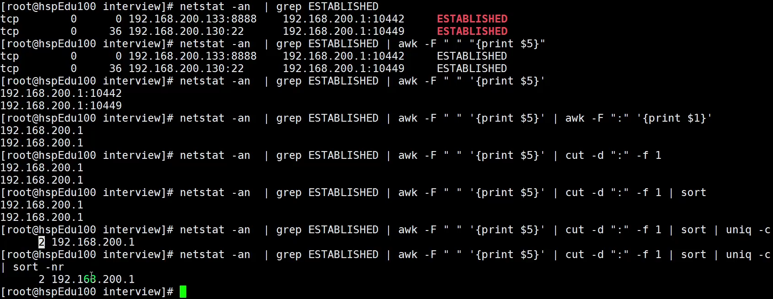 [root@hspEdu100 interview]# netstat -an  | grep ESTABLISHED
tcp        0      0 192.168.200.133:8888    192.168.200.1:10442     ESTABLISHED
tcp        0     36 192.168.200.130:22      192.168.200.1:10449     ESTABLISHED
[root@hspEdu100 interview]# netstat -an  | grep ESTABLISHED | awk -F " " "{print $5}"
tcp        0      0 192.168.200.133:8888    192.168.200.1:10442     ESTABLISHED
tcp        0     36 192.168.200.130:22      192.168.200.1:10449     ESTABLISHED
[root@hspEdu100 interview]# netstat -an  | grep ESTABLISHED | awk -F " " '{print $5}'
192.168.200.1:10442
192.168.200.1:10449
[root@hspEdu100 interview]# netstat -an  | grep ESTABLISHED | awk -F " " '{print $5}' | awk -F ":" '{print $1}'
192.168.200.1
192.168.200.1
[root@hspEdu100 interview]# netstat -an  | grep ESTABLISHED | awk -F " " '{print $5}' | cut -d ":" -f 1
192.168.200.1
192.168.200.1
[root@hspEdu100 interview]# netstat -an  | grep ESTABLISHED | awk -F " " '{print $5}' | cut -d ":" -f 1 | sort
192.168.200.1
192.168.200.1
[root@hspEdu100 interview]# netstat -an  | grep ESTABLISHED | awk -F " " '{print $5}' | cut -d ":" -f 1 | sort | uniq -c
      2 192.168.200.1
[root@hspEdu100 interview]# netstat -an  | grep ESTABLISHED | awk -F " " '{print $5}' | cut -d ":" -f 1 | sort | uniq -c
| sort -nr
      2 192.168.200.1
[root@hspEdu100 interview]#